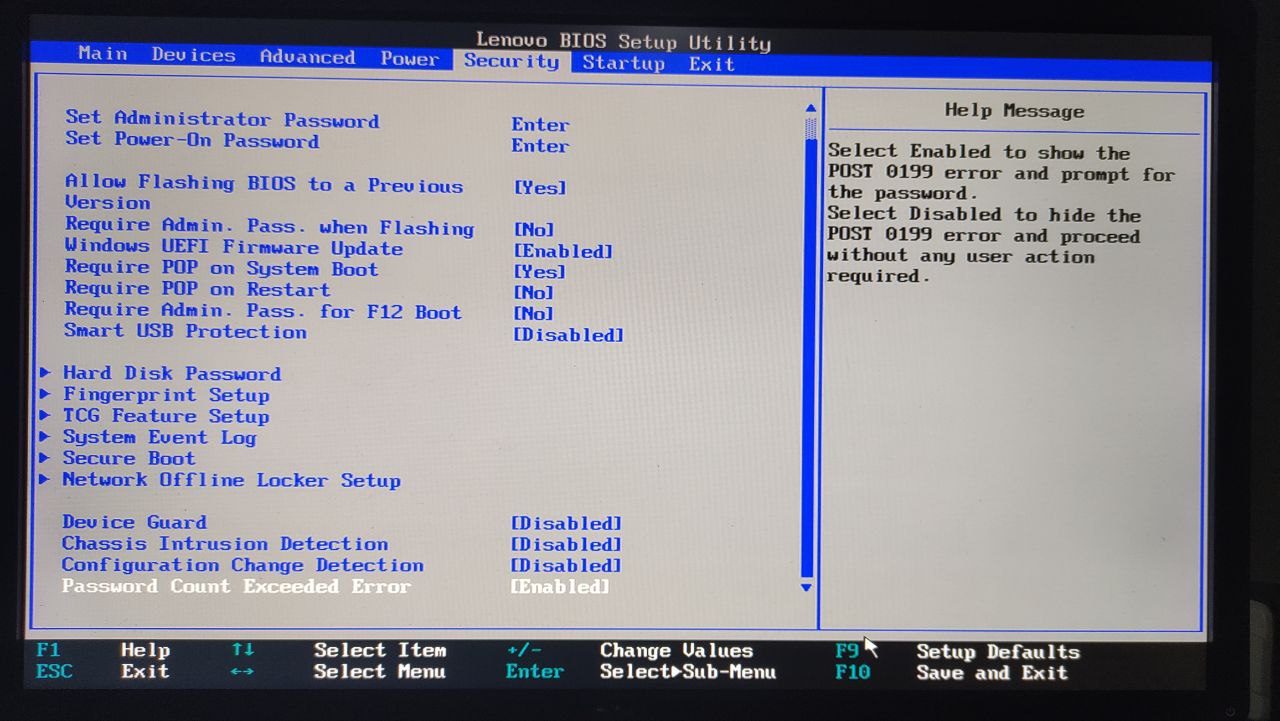 Lenovo BIOS Setup Utility
Main Devices Advanced Power Security Startup Exit
Set Administrator Password Enter
Set Power-On Password Enter
Allow Flashing BIOS to a Previous [Yes]
Version
Require Admin. Pass. when Flashing [No]
Windows UEFI Firmware Update [Enabled]
Require POP on System Boot [Yes]
Require POP on Restart [No]
Require Admin. Pass. for F12 Boot [No]
Smart USB Protection [Disabled]
Hard Disk Password
Fingerprint Setup
TCG Feature Setup
System Event Log
Secure Boot
Network Offline Locker Setup
Device Guard [Disabled]
Chassis Intrusion Detection [Disabled]
Configuration Change Detection [Disabled]
Password Count Exceeded Error [Enabled]
Help Message
Select Enabled to show the
POST 0199 error and prompt for
the password.
Select Disabled to hide the
POST 0199 error and proceed
without any user action
required.
F1 Help ↑↓ Select Item +/- Change Values F9 Setup Defaults
ESC Exit ←→ Select Menu Enter Select▶Sub-Menu F10 Save and Exit